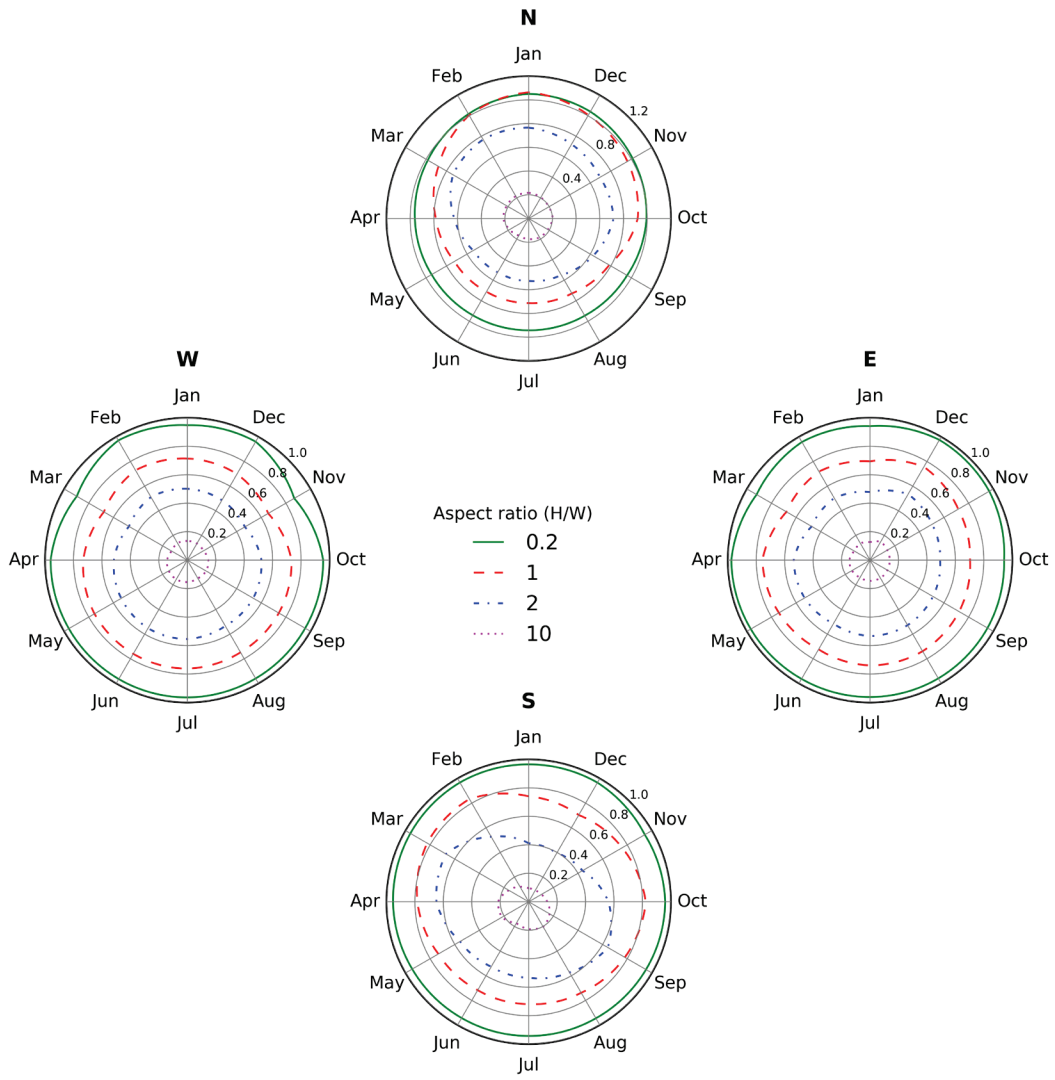 N
Jan
Feb
Dec
1.2
Mar
Nov
0.8
0.4
Apr
Oct
May
Sep
Jun
Aug
Jul
W
Jan
Feb
Dec
1.0
Mar
0.8
Nov
0.6
0.4
0.2
Apr
Oct
May
Sep
Jun
Aug
Jul
E
Jan
Feb
Dec
1.0
Mar
0.8
Nov
0.6
0.4
0.2
Apr
Oct
May
Sep
Jun
Aug
Jul
Aspect ratio (H/W)
0.2
1
2
10
S
Jan
Feb
Dec
1.0
Mar
0.8
Nov
0.6
0.4
0.2
Apr
Oct
May
Sep
Jun
Aug
Jul